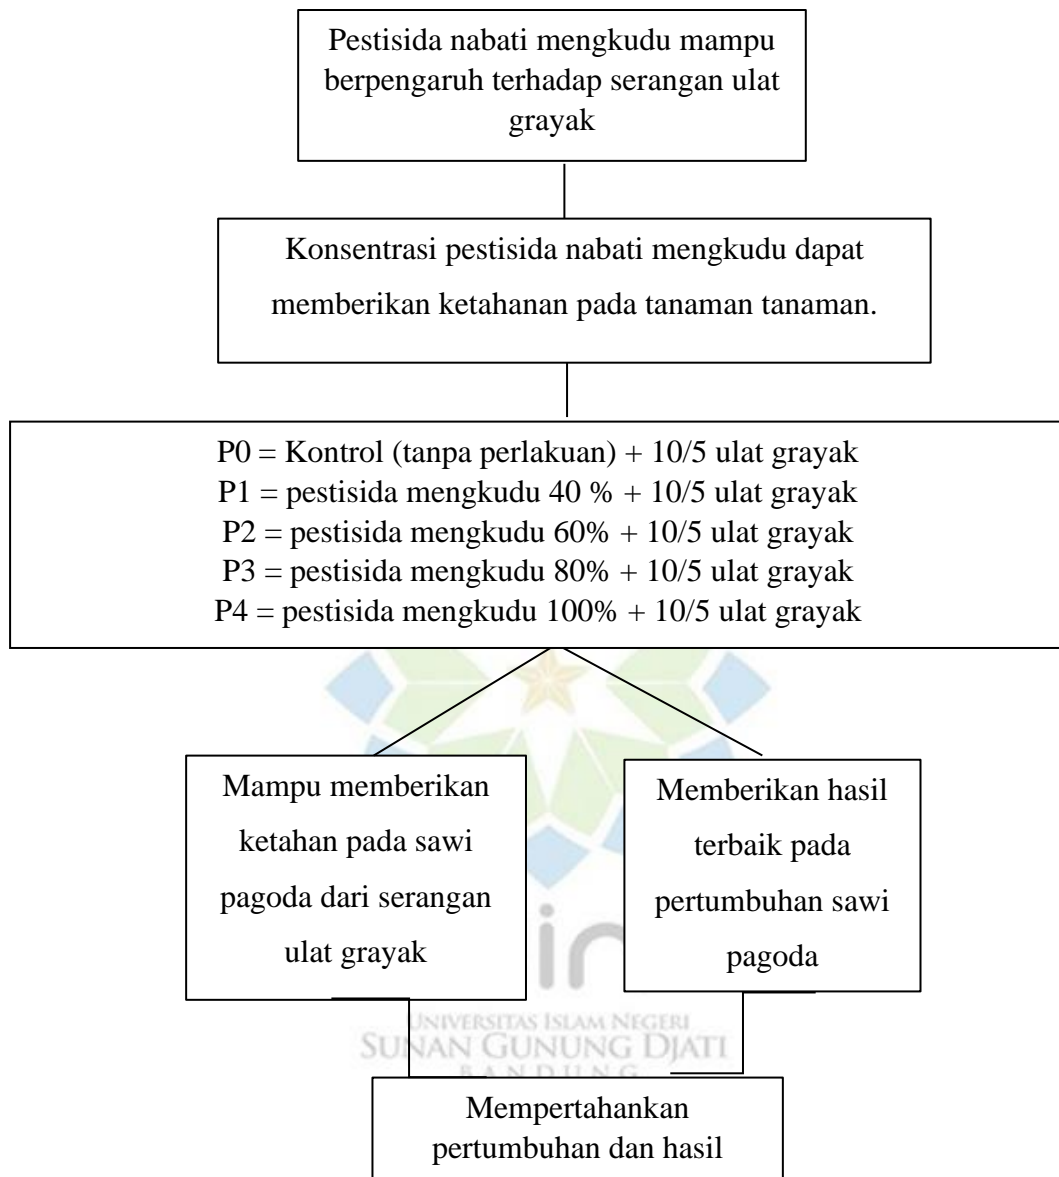 Pestisida nabati mengkudu mampu
berpengaruh terhadap serangan ulat
grayak
Konsentrasi pestisida nabati mengkudu dapat
memberikan ketahanan pada tanaman tanaman.
P0 = Kontrol (tanpa perlakuan) + 10/5 ulat grayak
P1 = pestisida mengkudu 40 % + 10/5 ulat grayak
P2 = pestisida mengkudu 60% + 10/5 ulat grayak
P3 = pestisida mengkudu 80% + 10/5 ulat grayak
P4 = pestisida mengkudu 100% + 10/5 ulat grayak
Mampu memberikan
ketahan pada sawi
pagoda dari serangan
ulat grayak
Memberikan hasil
terbaik pada
pertumbuhan sawi
pagoda
UNIVERSITAS ISLAM NEGERI
SUNAN GUNUNG DJATI
BANDUNG
Mempertahankan
pertumbuhan dan hasil